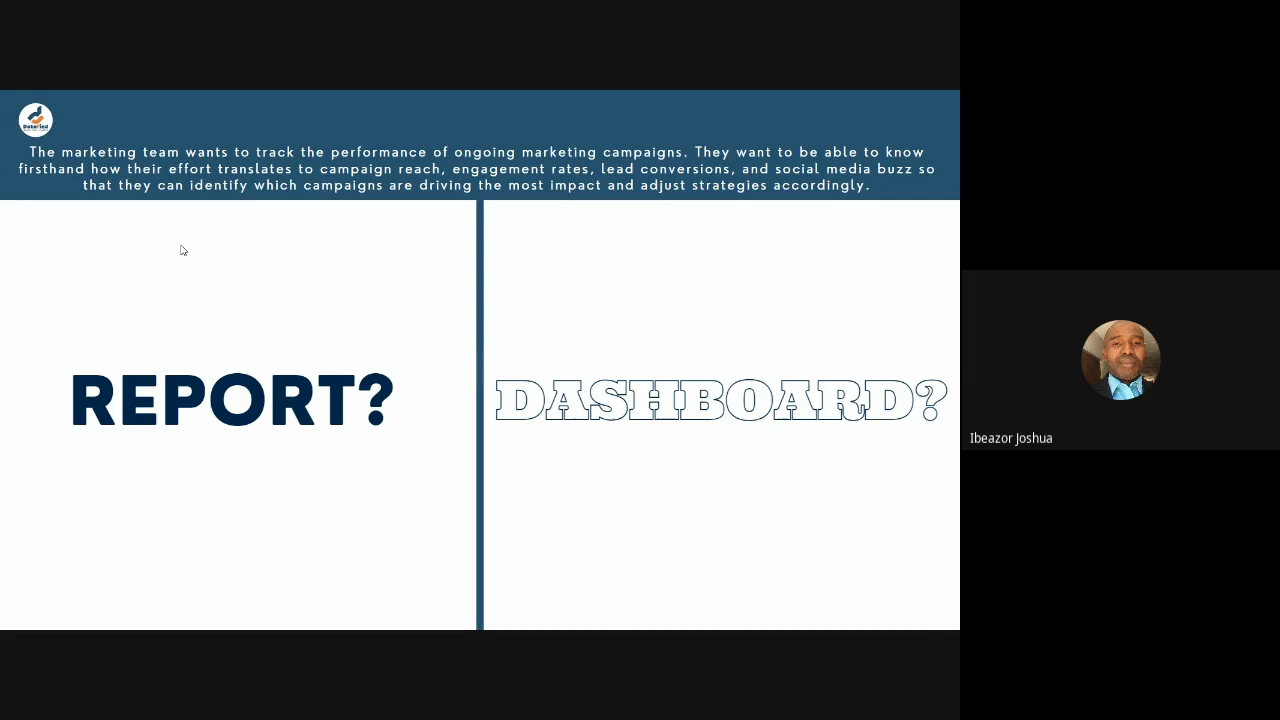 Dataried
The marketing team wants to track the performance of ongoing marketing campaigns. They want to be able to know
firsthand how their effort translates to campaign reach, engagement rates, lead conversions, and social media buzz so
that they can identify which campaigns are driving the most impact and adjust strategies accordingly.
REPORT?
DASHBOARD?
Ibeazor Joshua